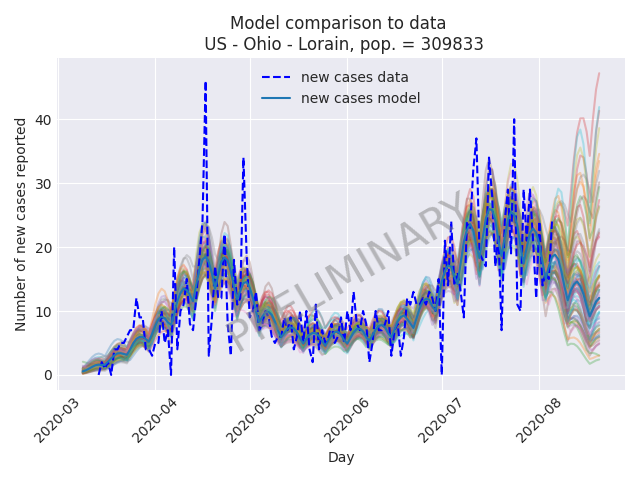 Model comparison to data
US - Ohio - Lorain, pop. = 309833
new cases data
new cases model
PRELIMINARY
Number of new cases reported
40
30
20
10
0
2020-03
2020-04
2020-05
2020-06
2020-07
2020-08
Day